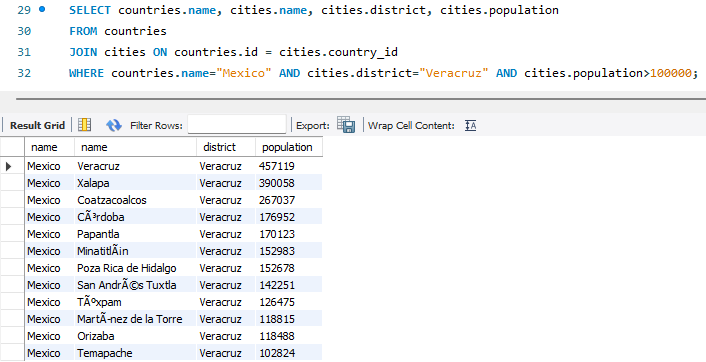 29 SELECT countries.name, cities.name, cities.district, cities.population
30 FROM countries
31 JOIN cities ON countries.id = cities.country_id
32 WHERE countries.name="Mexico" AND cities.district="Veracruz" AND cities.population>100000;
Result Grid Filter Rows: Export: Wrap Cell Content:
name name district population
Mexico Veracruz Veracruz 457119
Mexico Xalapa Veracruz 390058
Mexico Coatzacoalcos Veracruz 267037
Mexico CÃ³rdoba Veracruz 176952
Mexico Papantla Veracruz 170123
Mexico MinatitlÃ¡n Veracruz 152983
Mexico Poza Rica de Hidalgo Veracruz 152678
Mexico San AndrÃ©s Tuxtla Veracruz 142251
Mexico TÃºxpam Veracruz 126475
Mexico MartÃ-nez de la Torre Veracruz 118815
Mexico Orizaba Veracruz 118488
Mexico Temapache Veracruz 102824